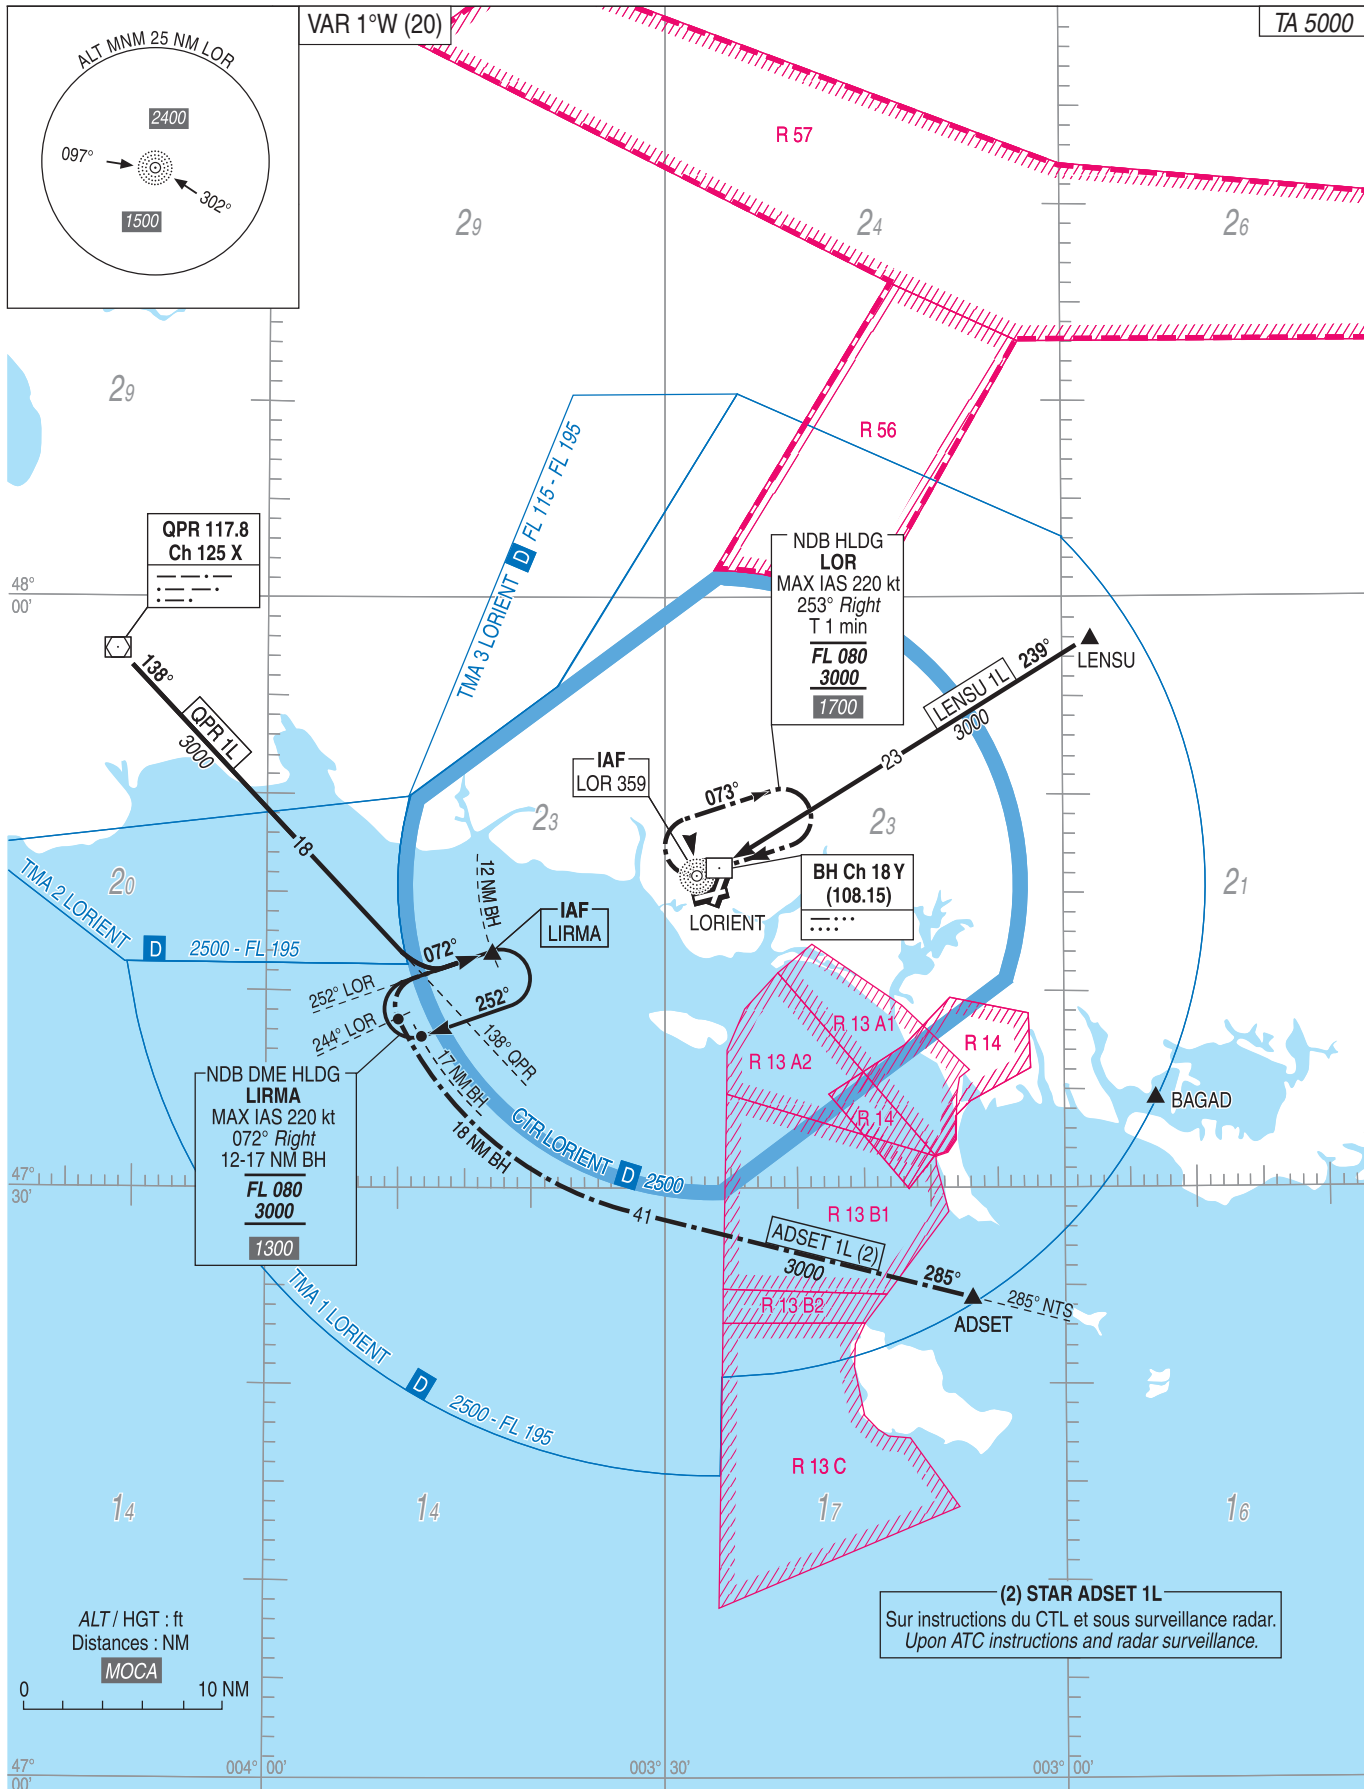 ALT MNM 25 NM LOR
2400
097°
302°
1500
VAR 1°W (20)
TA 5000
R 57
29
24
26
29
R 56
TMA 3 LORIENT D FL 115 - FL 195
QPR 117.8
Ch 125 X
48°
00'
NDB HLDG
LOR
MAX IAS 220 kt
253° Right
T 1 min
FL 080
3000
1700
138°
QPR 1L
3000
18
239°
LENSU
LENSU 1L
3000
23
IAF
LOR 359
073°
23
23
BH Ch 18 Y
(108.15)
LORIENT
20
21
TMA 2 LORIENT D 2500 - FL 195
12 NM BH
IAF
LIRMA
072°
252°
252° LOR
244° LOR
138° QPR
17 NM BH
18 NM BH
NDB DME HLDG
LIRMA
MAX IAS 220 kt
072° Right
12-17 NM BH
FL 080
3000
1300
CTR LORIENT D 2500
R 13 A1
R 13 A2
R 14
R 14
BAGAD
47°
30'
41
R 13 B1
ADSET 1L (2)
3000
285°
285° NTS
ADSET
R 13 B2
TMA 1 LORIENT D 2500 - FL 195
R 13 C
14
14
17
16
(2) STAR ADSET 1L
Sur instructions du CTL et sous surveillance radar.
Upon ATC instructions and radar surveillance.
ALT / HGT : ft
Distances : NM
MOCA
0 10 NM
47°
00'
004° 00'
003° 30'
003° 00'